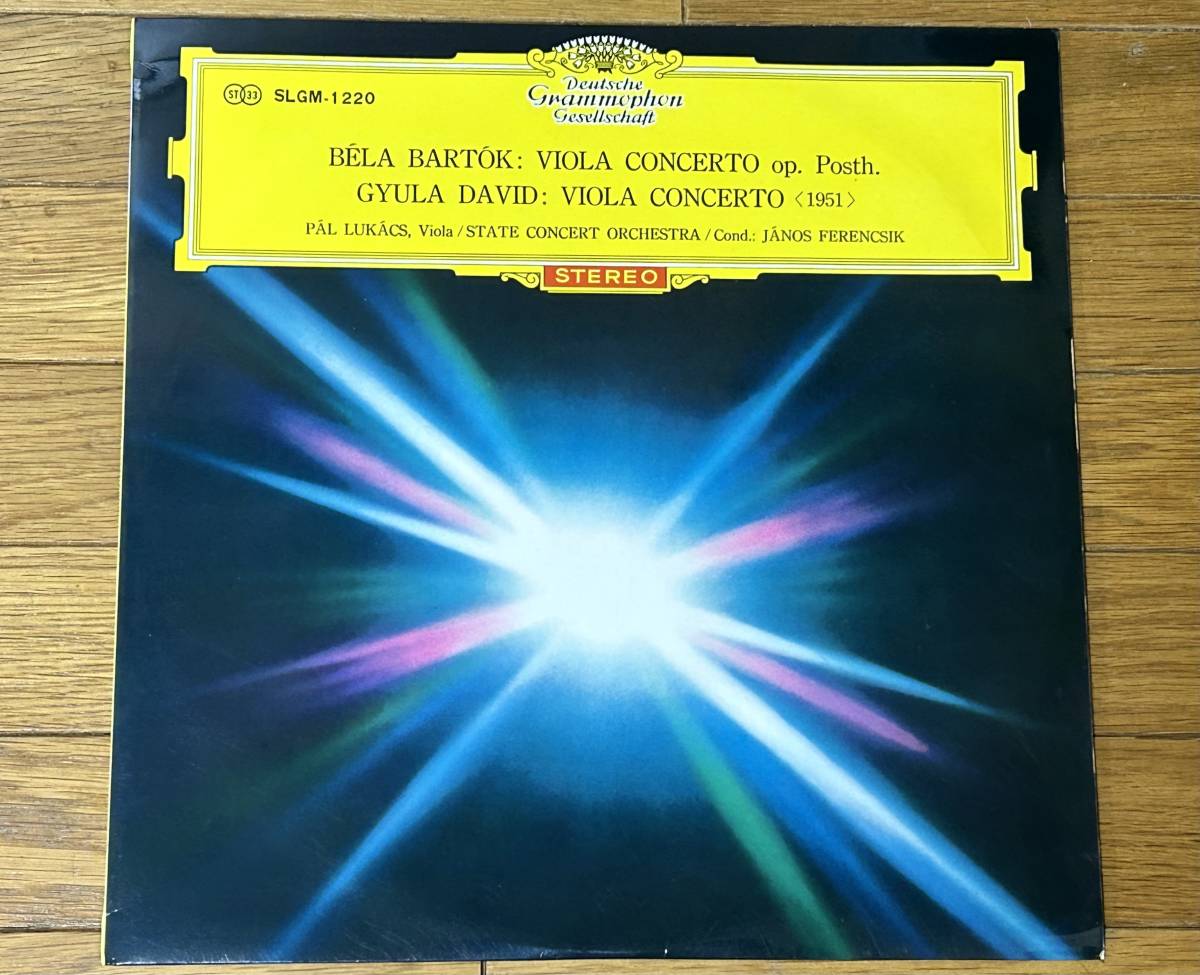 Deutsche
Grammophon
Gesellschaft
ST 33 SLGM-1220
BÉLA BARTÓK: VIOLA CONCERTO op. Posth.
GYULA DAVID: VIOLA CONCERTO 〈1951〉
PÁL LUKÁCS, Viola / STATE CONCERT ORCHESTRA / Cond.: JÁNOS FERENCSIK
STEREO